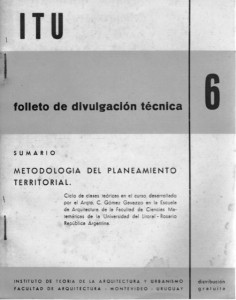 ITU
folleto de divulgación técnica
6
SUMARIO
METODOLOGIA DEL PLANEAMIENTO
TERRITORIAL.
Ciclo de clases teóricas en el curso desarrollado
por el Arqto. C. Gómez Gavazzo en la Escuela
de Arquitectura de la Facultad de Ciencias Ma-
temáticas de la Universidad del Litoral - Rosario
República Argentina.
INSTITUTO DE TEORIA DE LA ARQUITECTURA Y URBANISMO
FACULTAD DE ARQUITECTURA - MONTEVIDEO - URUGUAY
distribución
gratuita